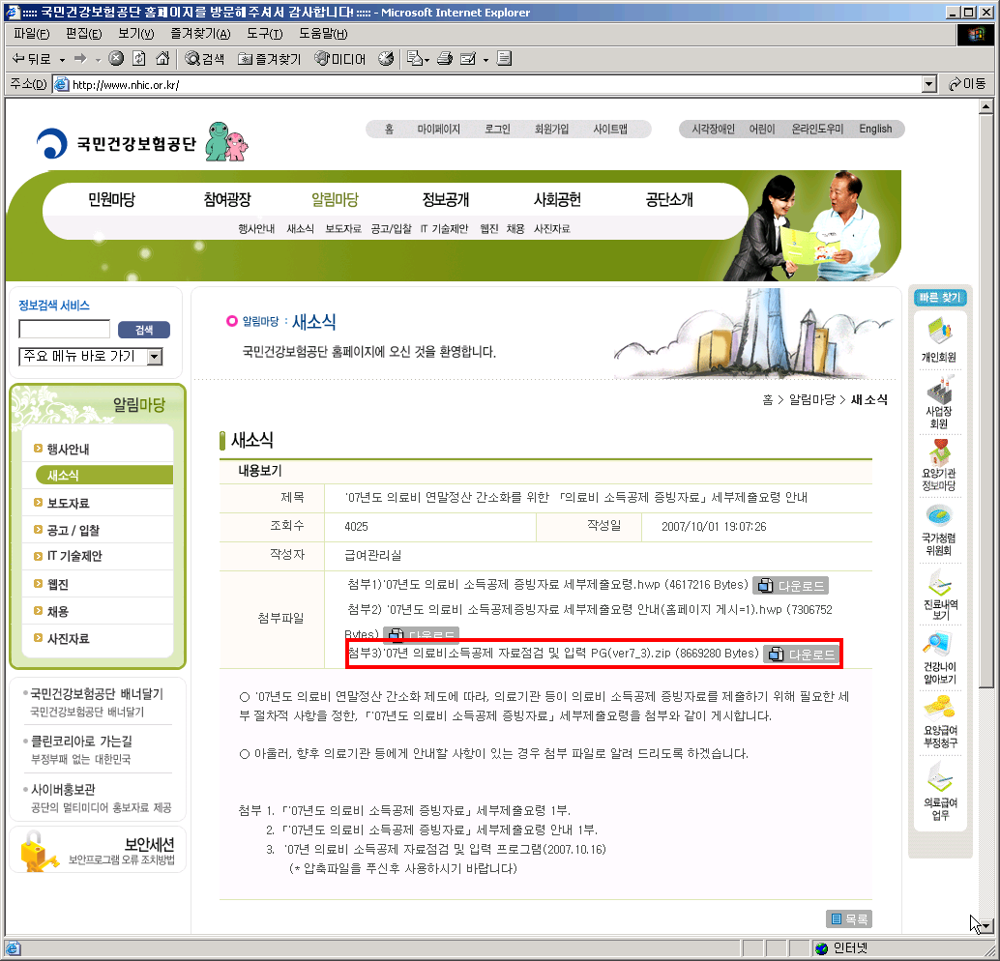 ::::: 국민건강보험공단 홈페이지를 방문해주셔서 감사합니다! ::::: - Microsoft Internet Explorer
파일(F) 편집(E) 보기(V) 즐겨찾기(A) 도구(T) 도움말(H)
뒤로 검색 즐겨찾기 미디어
주소(D) http://www.nhic.or.kr/ 이동
홈 마이페이지 로그인 회원가입 사이트맵 시각장애인 어린이 온라인도우미 English
국민건강보험공단
민원마당 참여광장 알림마당 정보공개 사회공헌 공단소개
행사안내 새소식 보도자료 공고/입찰 IT 기술제안 웹진 채용 사진자료
정보검색 서비스
검색
주요 메뉴 바로 가기
알림마당
행사안내
새소식
보도자료
공고 / 입찰
IT 기술제안
웹진
채용
사진자료
국민건강보험공단 배너달기
국민건강보험공단 배너달기
클린코리아로 가는길
부정부패 없는 대한민국
사이버홍보관
공단의 멀티미디어 홍보자료 제공
보안세션
보안프로그램 오류 조치방법
알림마당 : 새소식
국민건강보험공단 홈페이지에 오신 것을 환영합니다.
홈 > 알림마당 > 새소식
새소식
내용보기
제목 '07년도 의료비 연말정산 간소화를 위한 「의료비 소득공제 증빙자료」세부제출요령 안내
조회수 4025 작성일 2007/10/01 19:07:26
작성자 급여관리실
첨부파일
첨부1)'07년도 의료비 소득공제 증빙자료 세부제출요령.hwp (4617216 Bytes) 다운로드
첨부2) '07년도 의료비 소득공제증빙자료 세부제출요령 안내(홈페이지 게시=1).hwp (7306752
Bytes) 다운로드
첨부3)'07년 의료비소득공제 자료점검 및 입력 PG(ver7_3).zip (8669280 Bytes) 다운로드
○ '07년도 의료비 연말정산 간소화 제도에 따라, 의료기관 등이 의료비 소득공제 증빙자료를 제출하기 위해 필요한 세
부 절차적 사항을 정한, 「'07년도 의료비 소득공제 증빙자료」세부제출요령을 첨부와 같이 게시합니다.
○ 아울러, 향후 의료기관 등에게 안내할 사항이 있는 경우 첨부 파일로 알려 드리도록 하겠습니다.
첨부 1. 「'07년도 의료비 소득공제 증빙자료」세부제출요령 1부.
2. 「'07년도 의료비 소득공제 증빙자료」세부제출요령 안내 1부.
3. '07년 의료비 소득공제 자료점검 및 입력 프로그램(2007.10.16)
(* 압축파일을 푸신후 사용하시기 바랍니다)
목록
빠른 찾기
개인회원
사업장
회원
요양기관
정보마당
국가청렴
위원회
진료내역
보기
건강나이
알아보기
요양급여
부정청구
의료급여
업무
인터넷